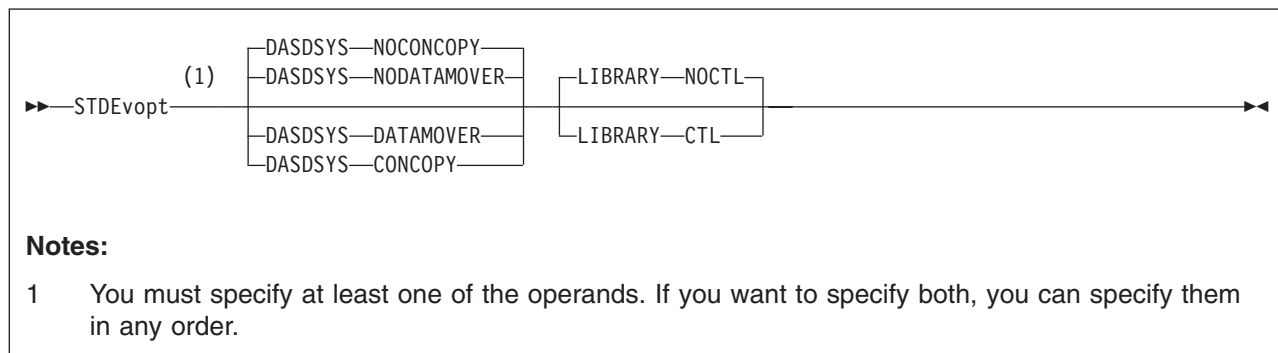 DASDSYS NOCONCOPY
(1) DASDSYS NODATAMOVER LIBRARY NOCTL
STDEvopt
DASDSYS DATAMOVER LIBRARY CTL
DASDSYS CONCOPY
Notes:
1 You must specify at least one of the operands. If you want to specify both, you can specify them
in any order.